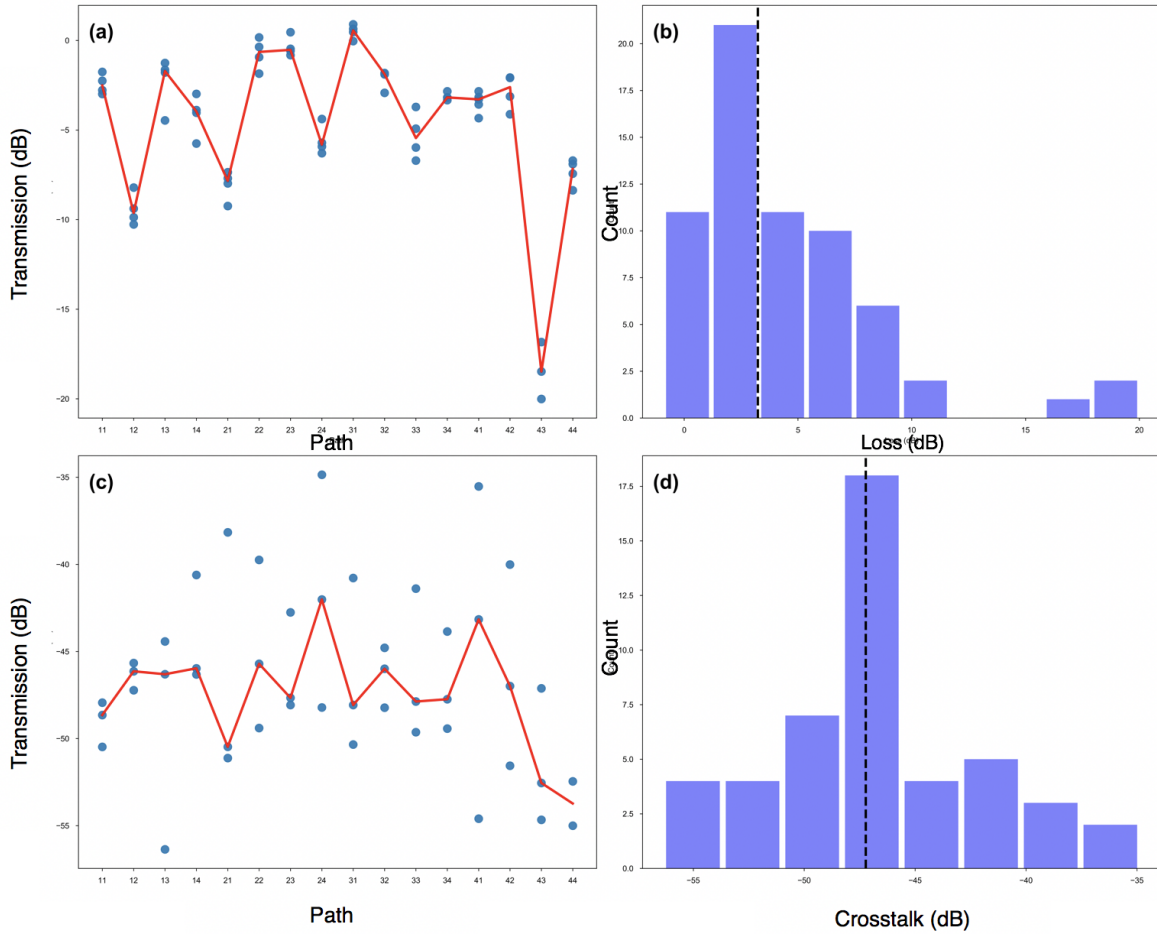 (a)
Transmission (dB)
0
−5
−10
−15
−20
11 12 13 14 21 22 23 24 31 32 33 34 41 42 43 44
Path
(b)
Count
20.0
17.5
15.0
12.5
10.0
7.5
5.0
2.5
0.0
0 5 10 15 20
Loss (dB)
(c)
Transmission (dB)
−35
−40
−45
−50
−55
11 12 13 14 21 22 23 24 31 32 33 34 41 42 43 44
Path
(d)
Count
17.5
15.0
12.5
10.0
7.5
5.0
2.5
0.0
−55 −50 −45 −40 −35
Crosstalk (dB)